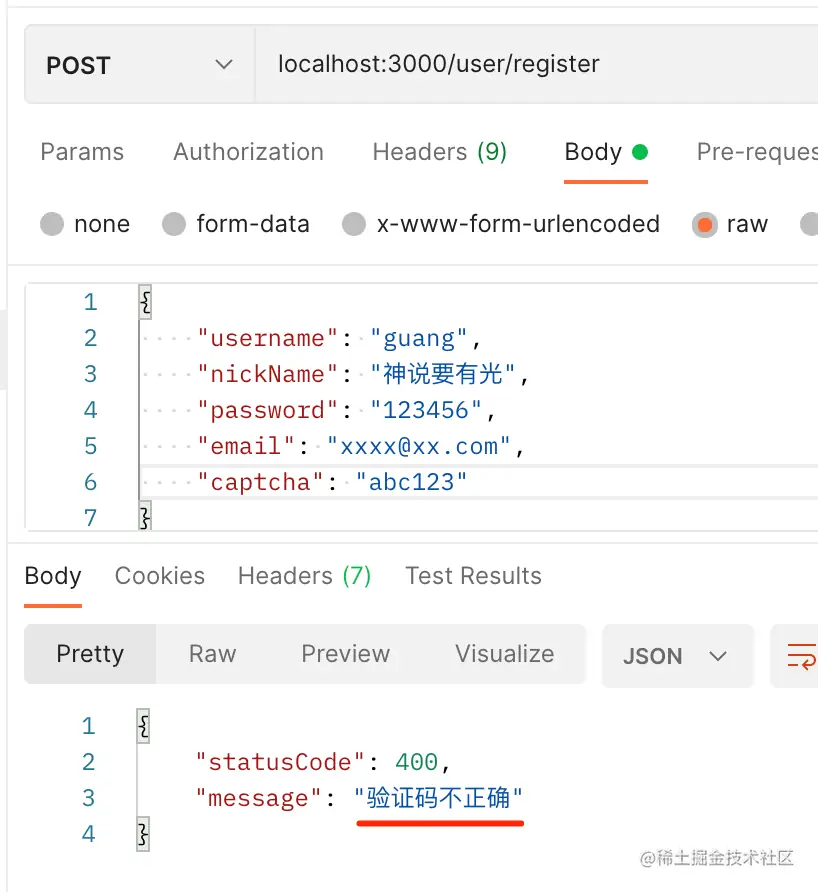 POST localhost:3000/user/register
Params Authorization Headers (9) Body Pre-reques
none form-data x-www-form-urlencoded raw
1 {
2 "username": "guang",
3 "nickName": "神说要有光",
4 "password": "123456",
5 "email": "xxxx@xx.com",
6 "captcha": "abc123"
7 }
Body Cookies Headers (7) Test Results
Pretty Raw Preview Visualize JSON
1 {
2 "statusCode": 400,
3 "message": "验证码不正确"
4 }
@稀土掘金技术社区